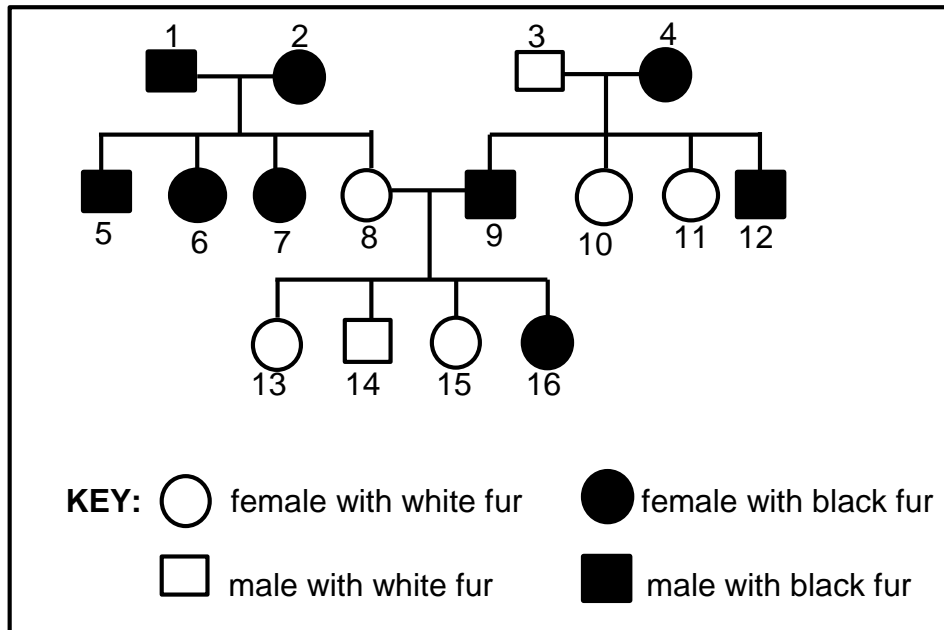 1 2 3 4
5 6 7 8 9 10 11 12
13 14 15 16
KEY: female with white fur female with black fur
male with white fur male with black fur